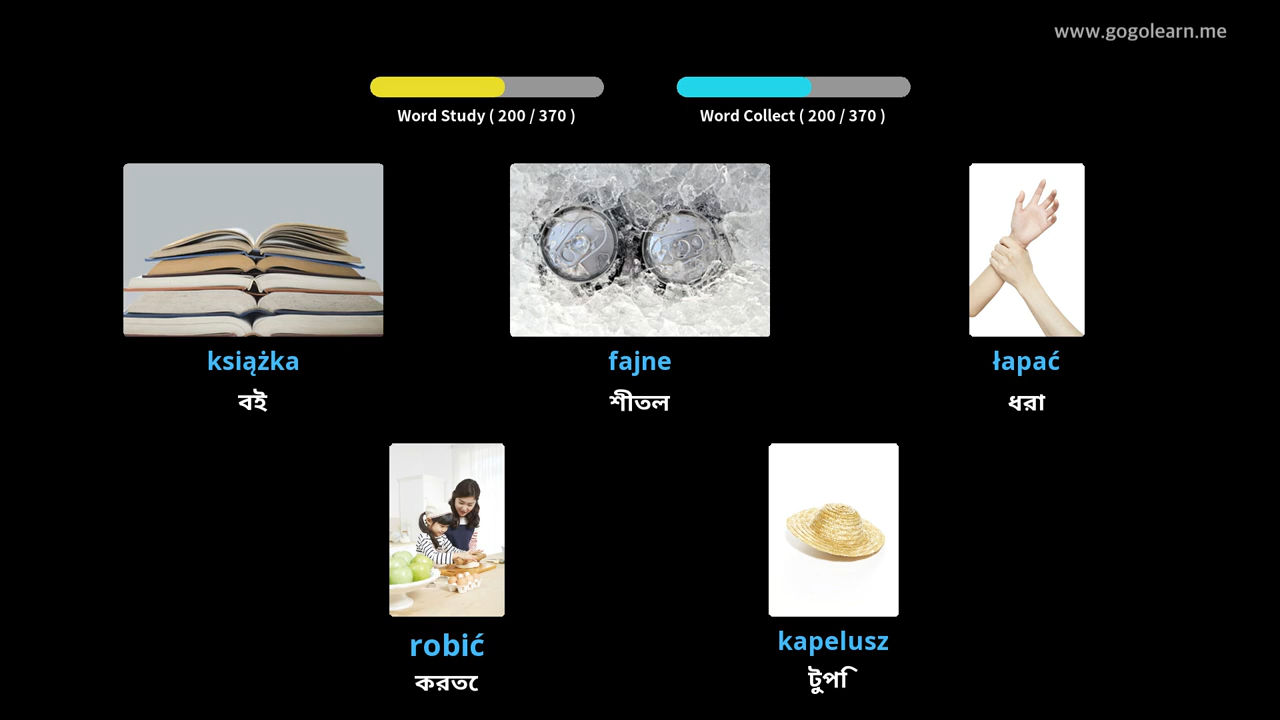 www.gogolearn.me
Word Study ( 200 / 370 )
Word Collect ( 200 / 370 )
książka
বই
fajne
শীতল
łapać
ধরা
robić
করতে
kapelusz
টুপি